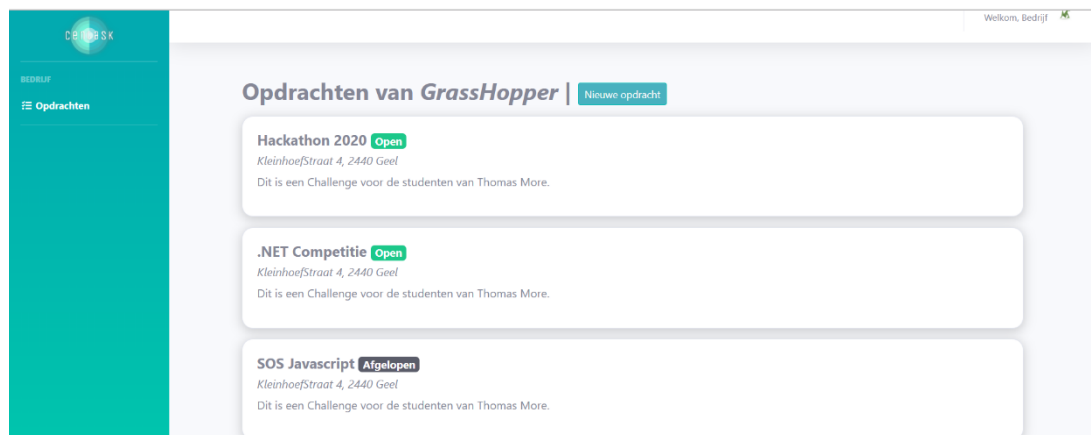 Welkom, Bedrijf
BEDRIJF
Opdrachten
Opdrachten van GrassHopper | Nieuwe opdracht
Hackathon 2020 Open
KleinhoefStraat 4, 2440 Geel
Dit is een Challenge voor de studenten van Thomas More.
.NET Competitie Open
KleinhoefStraat 4, 2440 Geel
Dit is een Challenge voor de studenten van Thomas More.
SOS Javascript Afgelopen
KleinhoefStraat 4, 2440 Geel
Dit is een Challenge voor de studenten van Thomas More.